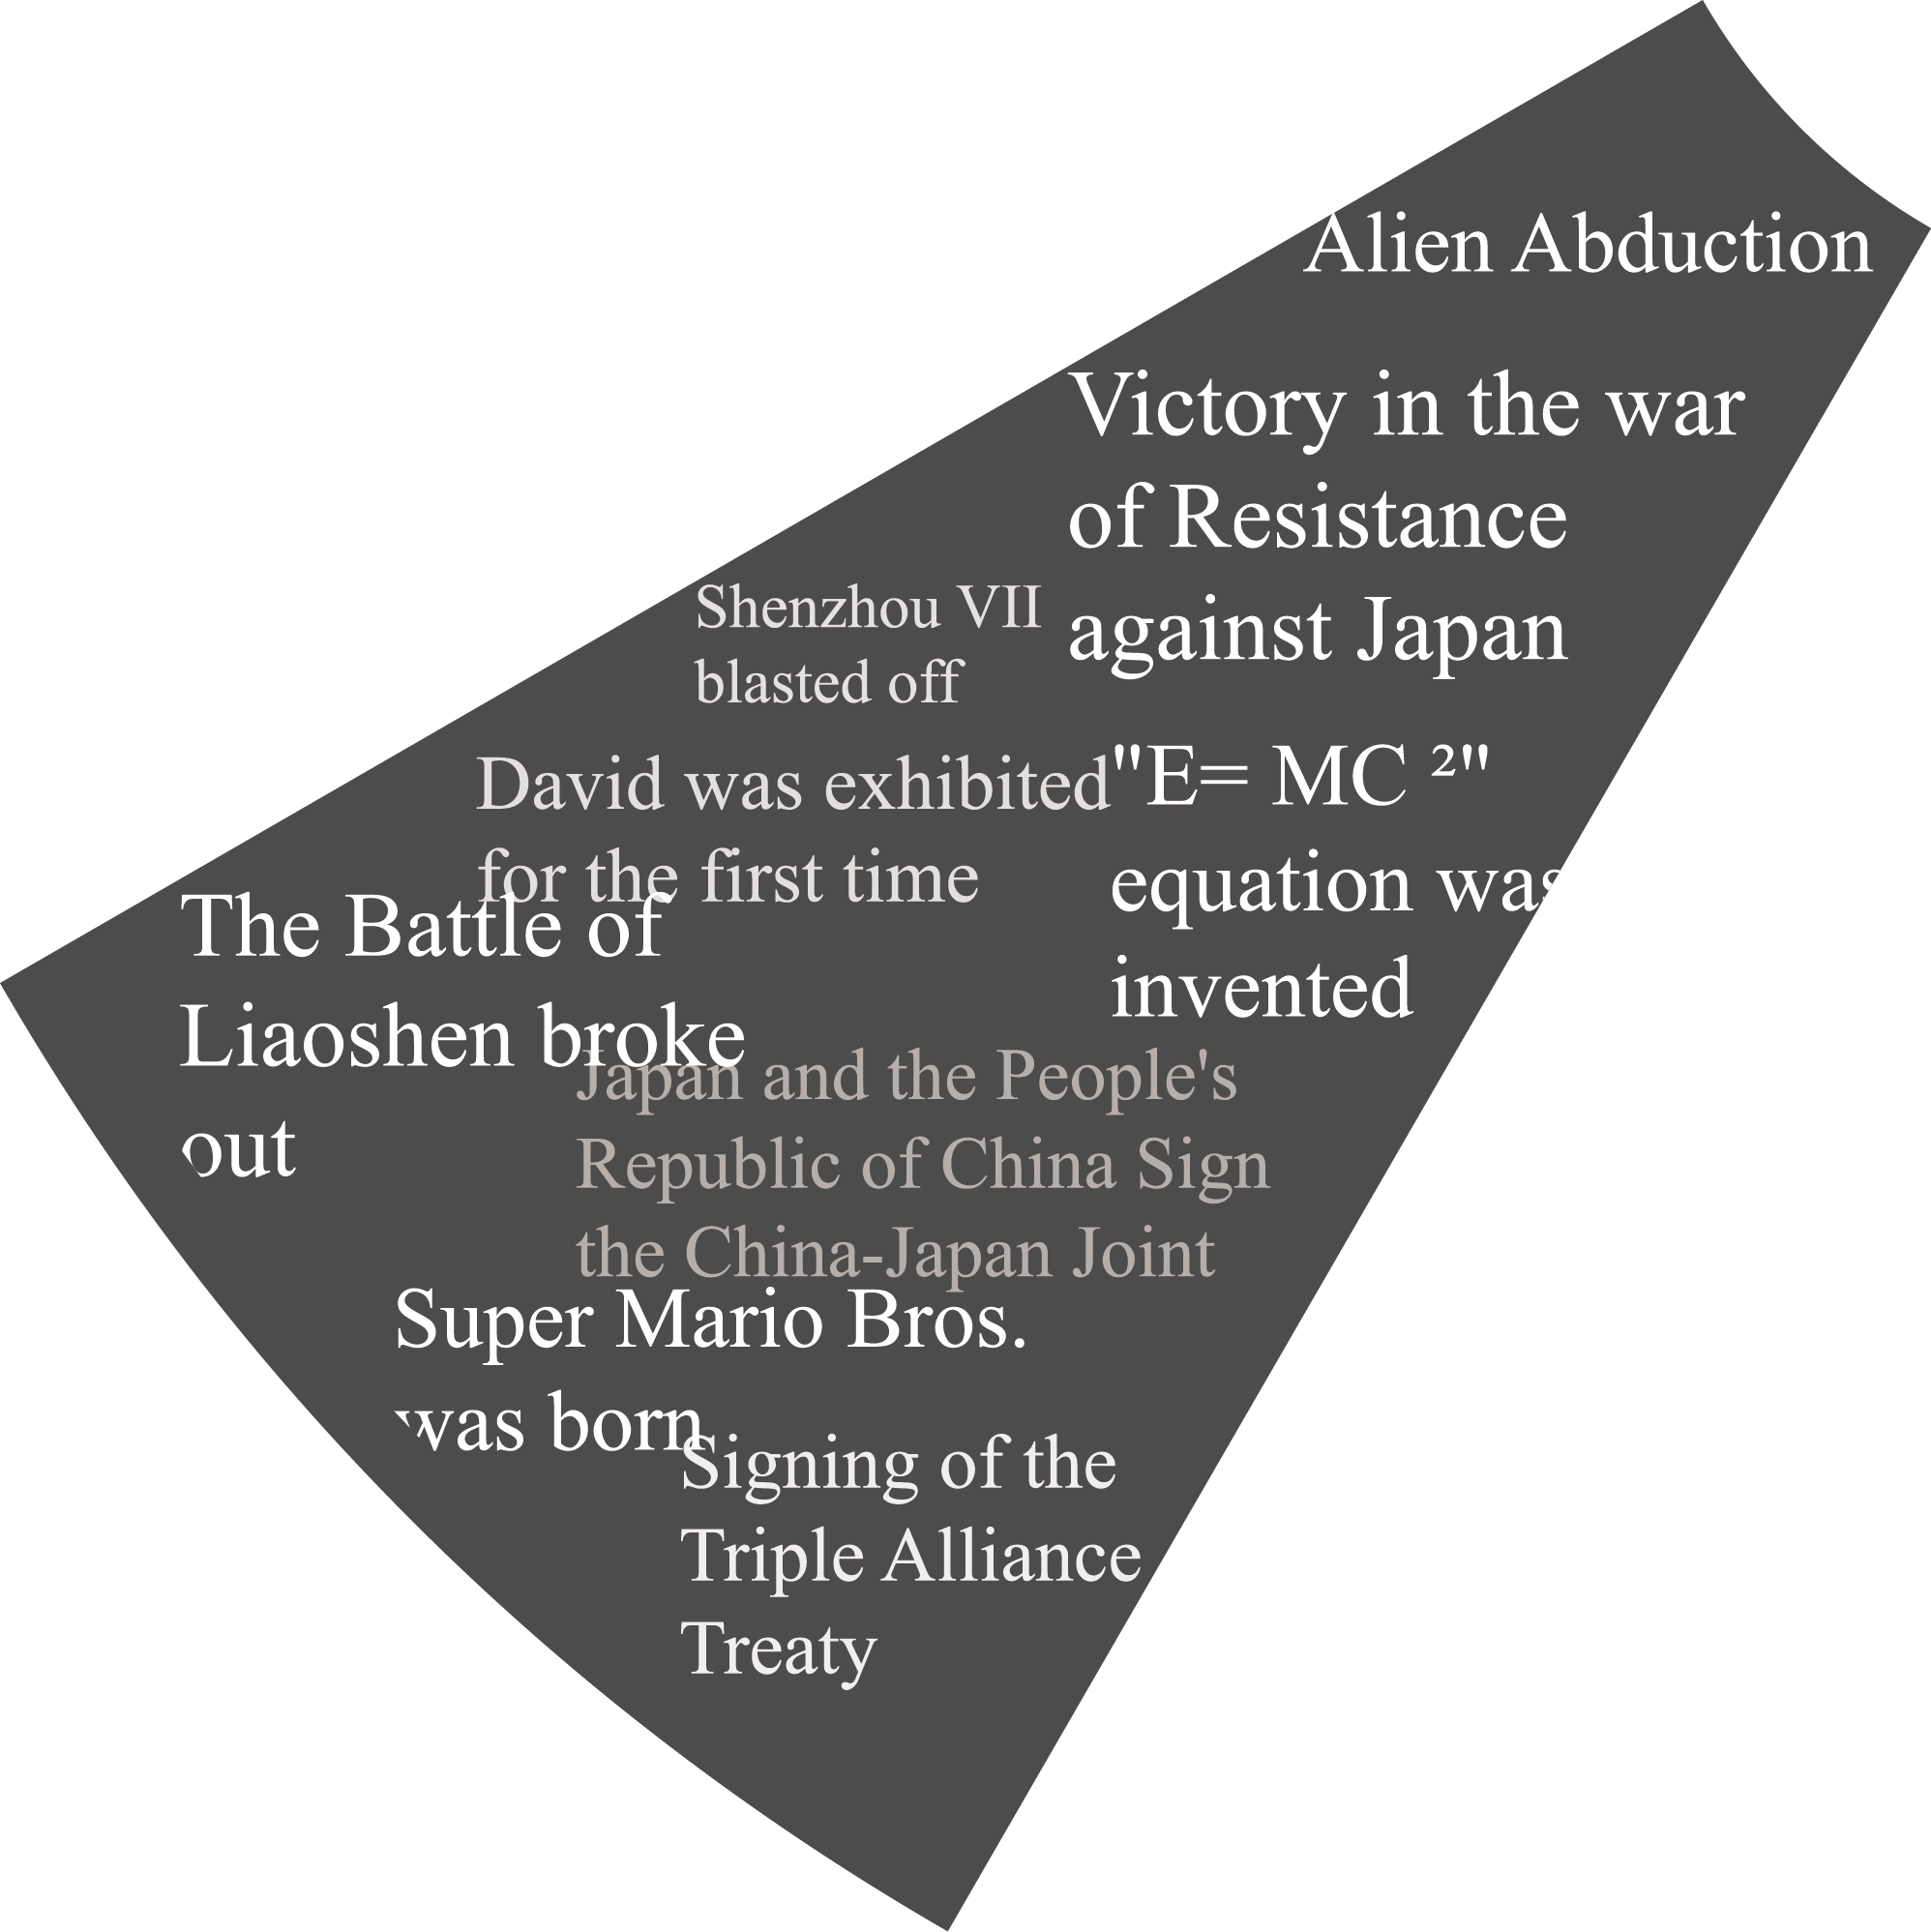 Alien Abduction
Victory in the war
of Resistance
against Japan
Shenzhou VII
blasted off
David was exhibited
for the first time
"E= MC ²"
equation was
invented
The Battle of
Liaoshen broke
out
Japan and the People's
Republic of China Sign
the China-Japan Joint
Super Mario Bros.
was born
Signing of the
Triple Alliance
Treaty